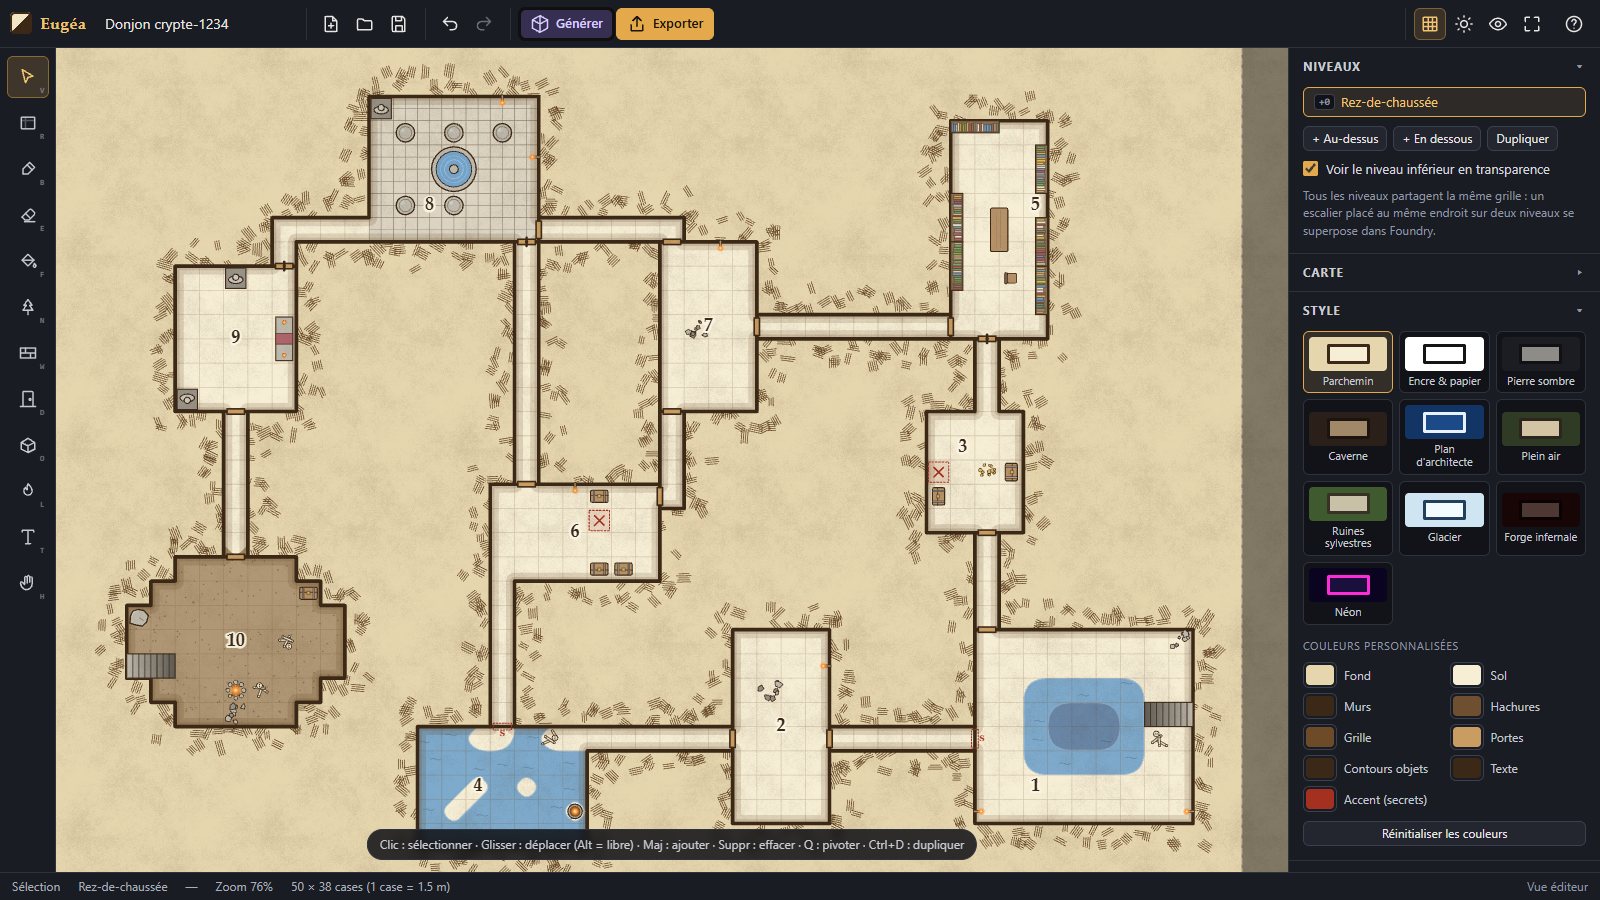 Eugéa
Donjon crypte-1234
Générer
Exporter
V
R
B
E
F
N
W
D
O
L
T
H
8
5
7
9
3
6
10
2
4
1
S
S
Clic : sélectionner · Glisser : déplacer (Alt = libre) · Maj : ajouter · Suppr : effacer · Q : pivoter · Ctrl+D : dupliquer
NIVEAUX
+0 Rez-de-chaussée
+ Au-dessus
+ En dessous
Dupliquer
Voir le niveau inférieur en transparence
Tous les niveaux partagent la même grille : un
escalier placé au même endroit sur deux niveaux se
superpose dans Foundry.
CARTE
STYLE
Parchemin
Encre & papier
Pierre sombre
Caverne
Plan
d'architecte
Plein air
Ruines
sylvestres
Glacier
Forge infernale
Néon
COULEURS PERSONNALISÉES
Fond
Sol
Murs
Hachures
Grille
Portes
Contours objets
Texte
Accent (secrets)
Réinitialiser les couleurs
Sélection
Rez-de-chaussée
—
Zoom 76%
50 × 38 cases (1 case = 1.5 m)
Vue éditeur